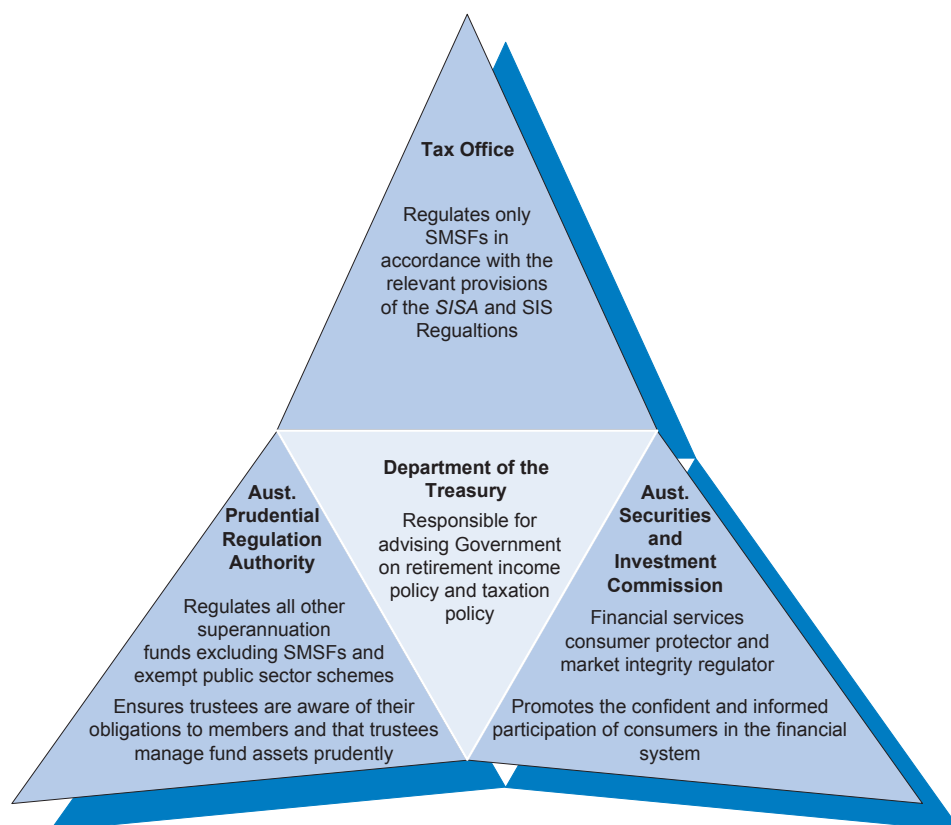 Tax Office
Regulates only
SMSFs in
accordance with the
relevant provisions
of the SISA and SIS
Regualtions
Department of the
Treasury
Responsible for
advising Government
on retirement income
policy and taxation
policy
Aust.
Prudential
Regulation
Authority
Regulates all other
superannuation
funds excluding SMSFs and
exempt public sector schemes
Ensures trustees are aware of their
obligations to members and that trustees
manage fund assets prudently
Aust.
Securities
and
Investment
Commission
Financial services
consumer protector and
market integrity regulator
Promotes the confident and informed
participation of consumers in the financial
system